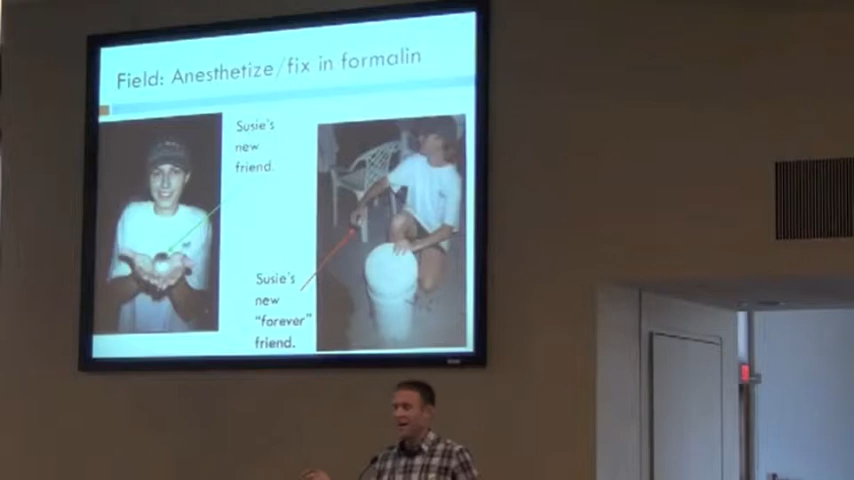 Field: Anesthetize/fix in formalin
Susie's
new
friend.
Susie's
new
"forever"
friend.